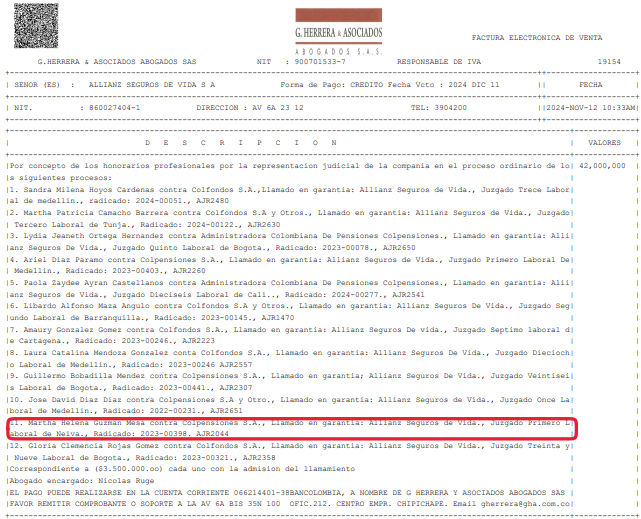 G. HERRERA & ASOCIADOS
ABOGADOS S.A.S.
FACTURA ELECTRONICA DE VENTA
G.HERRERA & ASOCIADOS ABOGADOS SAS NIT : 900701533-7 RESPONSABLE DE IVA 19154
SENOR (ES) : ALLIANZ SEGUROS DE VIDA S A Forma de Pago: CREDITO Fecha Vcto : 2024 DIC 11 || FECHA
NIT. : 860027404-1 DIRECCION : AV 6A 23 12 TEL: 3904200 ||2024-NOV-12 10:33AM|
| D E S C R I P C I O N | VALORES |
|Por concepto de los honorarios profesionales por la representacion judicial de la compania en el proceso ordinario de lo| 42,000,000 |
|s siguientes procesos: |
|1. Sandra Milena Hoyos Cardenas contra Colfondos S.A.,Llamado en garantia: Allianz Seguros de Vida., Juzgado Trece Labor|
|al de medellin., radicado: 2024-00051., AJR2480 |
|2. Martha Patricia Camacho Barrera contra Colfondos S.A y Otros., Llamado en garantia: Allianz Seguros de Vida., Juzgado|
| Tercero Laboral de Tunja., Radicado: 2024-00122., AJR2630 |
|3. Lydia Jeaneth Ortega Hernandez contra Administradora Colombiana De Pensiones Colpensiones., Llamado en garantia: Alli|
|anz Seguros De Vida., Juzgado Quinto Laboral de Bogota., Radicado: 2023-00078., AJR2650 |
|4. Ariel Diaz Paramo contra Colpensiones S.A., Llamado en garantia: Allianz Seguros De Vida., Juzgado Primero Laboral De|
| Medellin., Radicado: 2023-00403., AJR2260 |
|5. Paola Zaydee Ayran Castellanos contra Administradora Colombiana De Pensiones Colpensiones., Llamado en garantia: Alii|
|anz Seguros de Vida., Juzgado Dieciseis Laboral de Cali.., Radicado: 2024-00277., AJR2541 |
|6. Libardo Alfonso Maza Angulo contra Colfondos S.A y Otros., Llamado en garantia: Allianz Seguros De Vida., Juzgado Seg|
|undo Laboral de Barranquilla., Radicado: 2023-00145., AJR1470 |
|7. Amaury Gonzalez Gomez contra Colfondos S.A., Llamado en garantia: Allianz Seguros De vida., Juzgado Septimo laboral d|
|e Cartagena., Radicado: 2023-00246., AJR2223 |
|8. Laura Catalina Mendoza Gonzalez conta Colfondos S.A., Llamado en garantia: Allianz Seguros De Vida., Juzgado Diecioch|
|o Laboral de Medellin., Radicado: 2023-00246 AJR2557 |
|9. Guillermo Bobadilla Mendez contra Colpensiones S.A., Llamado en garantia; Allianz Seguros De Vida., Juzgado Veintisei|
|s Laboral de Bogota., Radicado: 2023-00441., AJR2307 |
|10. Jose David Diaz Diaz contra Colpensiones S.A y Otro., Llamado en garantia: Allianz Seguros de Vida., Juzgado Once La|
|boral de Medellin., Radicado: 2022-00231., AJR2651 |
|11. Martha Helena Guzman Mesa contra Colpensiones S.A., Llamado en garantia: Allianz Seguros de Vida., Juzgado Primero L|
|aboral de Neiva., Radicado: 2023-00398. AJR2044 |
|12. Gloria Clemencia Rojas Gomez contra Colfondos S.A., Llamado en garantia: Allianz Seguros de Vida., Juzgado Treinta y|
| Nueve Laboral de Bogota., Radicado: 2023-00321., AJR2358 |
|Correspondiente a ($3.500.000.oo) cada uno con la admision del llamamiento |
|Abogado encargado: Nicolas Ruge |
|EL PAGO PUEDE REALIZARSE EN LA CUENTA CORRIENTE 066214401-38BANCOLOMBIA, A NOMBRE DE G HERRERA Y ASOCIADOS ABOGADOS SAS |
|FAVOR REMITIR COMPROBANTE O SOPORTE A LA AV 6A BIS 35N 100 OFIC.212. CENTRO EMPR. CHIPICHAPE. Email gherrera@gha.com.co|